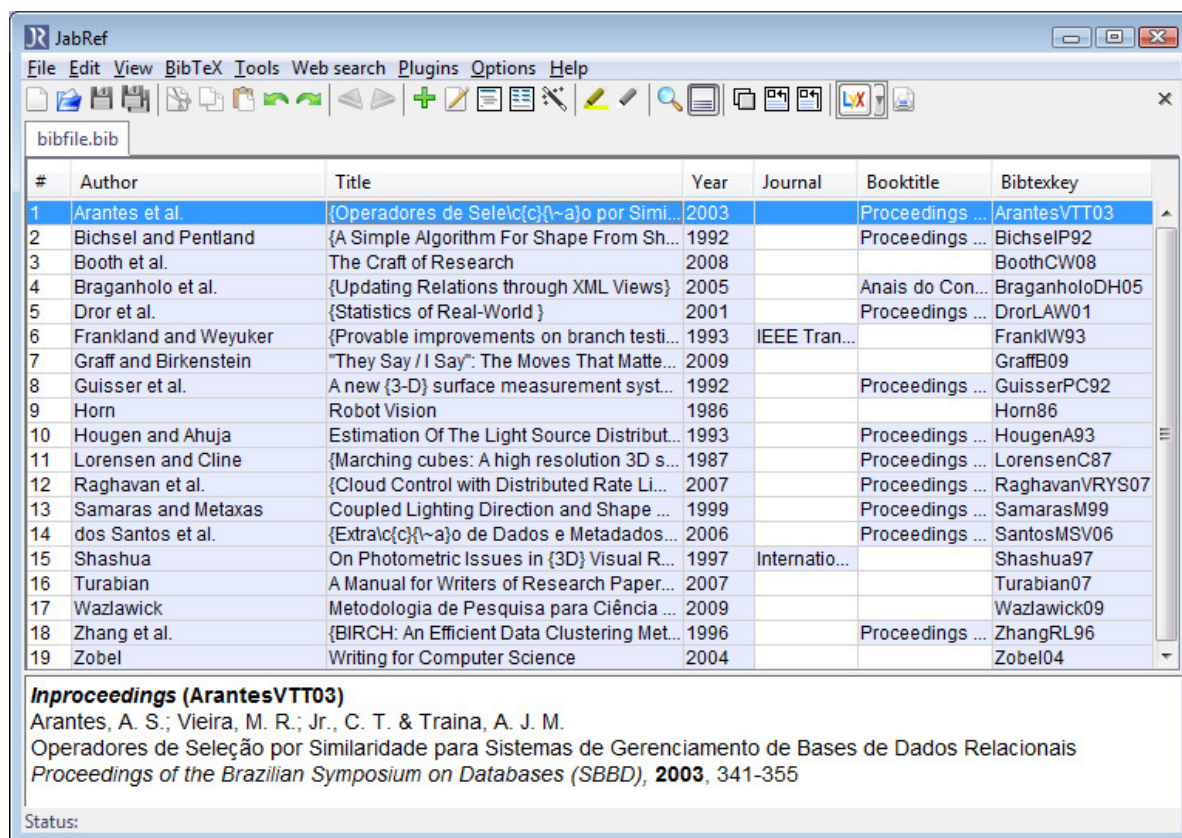 JabRef
File Edit View BibTeX Tools Web search Plugins Options Help
LyX
bibfile.bib
# Author Title Year Journal Booktitle Bibtexkey
1 Arantes et al. {Operadores de Sele\c{c}{\~a}o por Simi... 2003 Proceedings ... ArantesVTT03
2 Bichsel and Pentland {A Simple Algorithm For Shape From Sh... 1992 Proceedings ... BichselP92
3 Booth et al. The Craft of Research 2008 BoothCW08
4 Braganholo et al. {Updating Relations through XML Views} 2005 Anais do Con... BraganholoDH05
5 Dror et al. {Statistics of Real-World } 2001 Proceedings ... DrorLAW01
6 Frankland and Weyuker {Provable improvements on branch testi... 1993 IEEE Tran... FranklW93
7 Graff and Birkenstein "They Say / I Say": The Moves That Matte... 2009 GraffB09
8 Guisser et al. A new {3-D} surface measurement syst... 1992 Proceedings ... GuisserPC92
9 Horn Robot Vision 1986 Horn86
10 Hougen and Ahuja Estimation Of The Light Source Distribut... 1993 Proceedings ... HougenA93
11 Lorensen and Cline {Marching cubes: A high resolution 3D s... 1987 Proceedings ... LorensenC87
12 Raghavan et al. {Cloud Control with Distributed Rate Li... 2007 Proceedings ... RaghavanVRYS07
13 Samaras and Metaxas Coupled Lighting Direction and Shape ... 1999 Proceedings ... SamarasM99
14 dos Santos et al. {Extra\c{c}{\~a}o de Dados e Metadados... 2006 Proceedings ... SantosMSV06
15 Shashua On Photometric Issues in {3D} Visual R... 1997 Internatio... Shashua97
16 Turabian A Manual for Writers of Research Paper... 2007 Turabian07
17 Wazlawick Metodologia de Pesquisa para Ciência ... 2009 Wazlawick09
18 Zhang et al. {BIRCH: An Efficient Data Clustering Met... 1996 Proceedings ... ZhangRL96
19 Zobel Writing for Computer Science 2004 Zobel04
Inproceedings (ArantesVTT03)
Arantes, A. S.; Vieira, M. R.; Jr., C. T. & Traina, A. J. M.
Operadores de Seleção por Similaridade para Sistemas de Gerenciamento de Bases de Dados Relacionais
Proceedings of the Brazilian Symposium on Databases (SBBD), 2003, 341-355
Status: